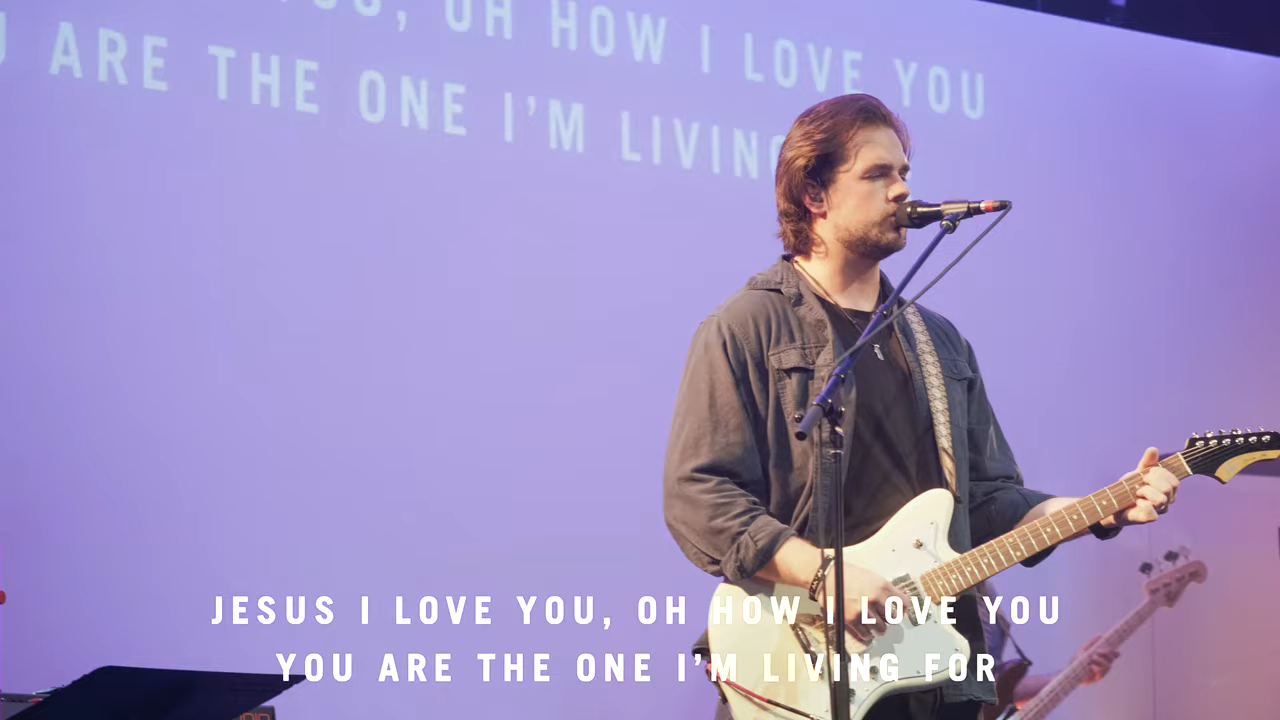 OH HOW I LOVE YOU
ARE THE ONE I'M LIVING
JESUS I LOVE YOU, OH HOW I LOVE YOU
YOU ARE THE ONE I'M LIVING FOR